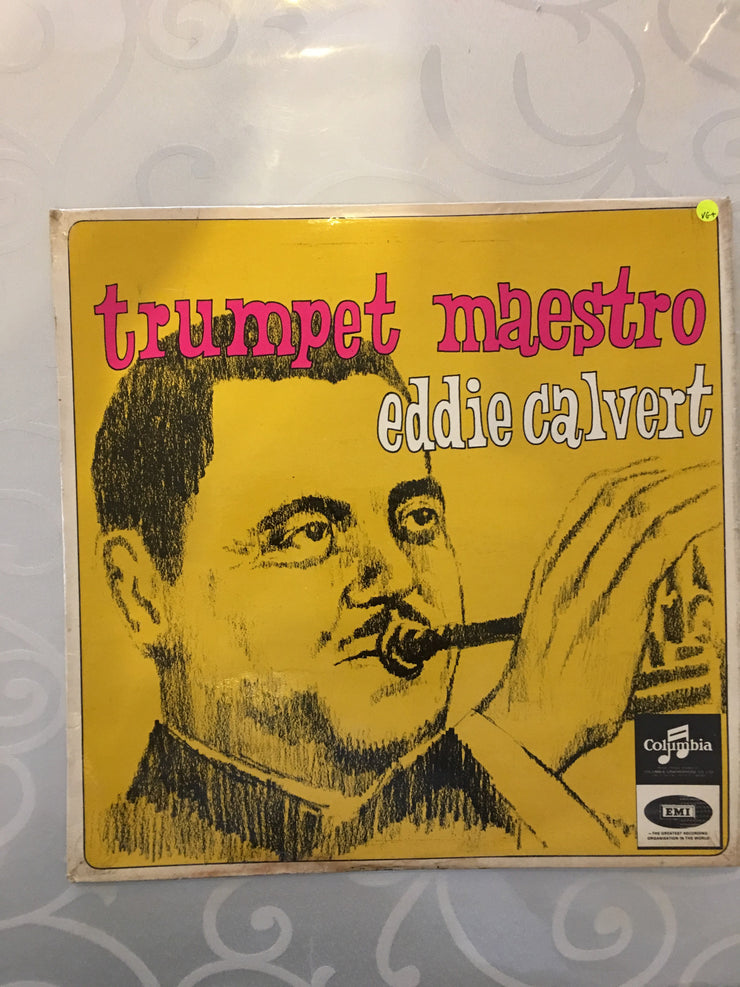 VG+
trumpet maestro
eddie calvert
Columbia
EMI
—THE GREATEST RECORDING
ORGANISATION IN THE WORLD